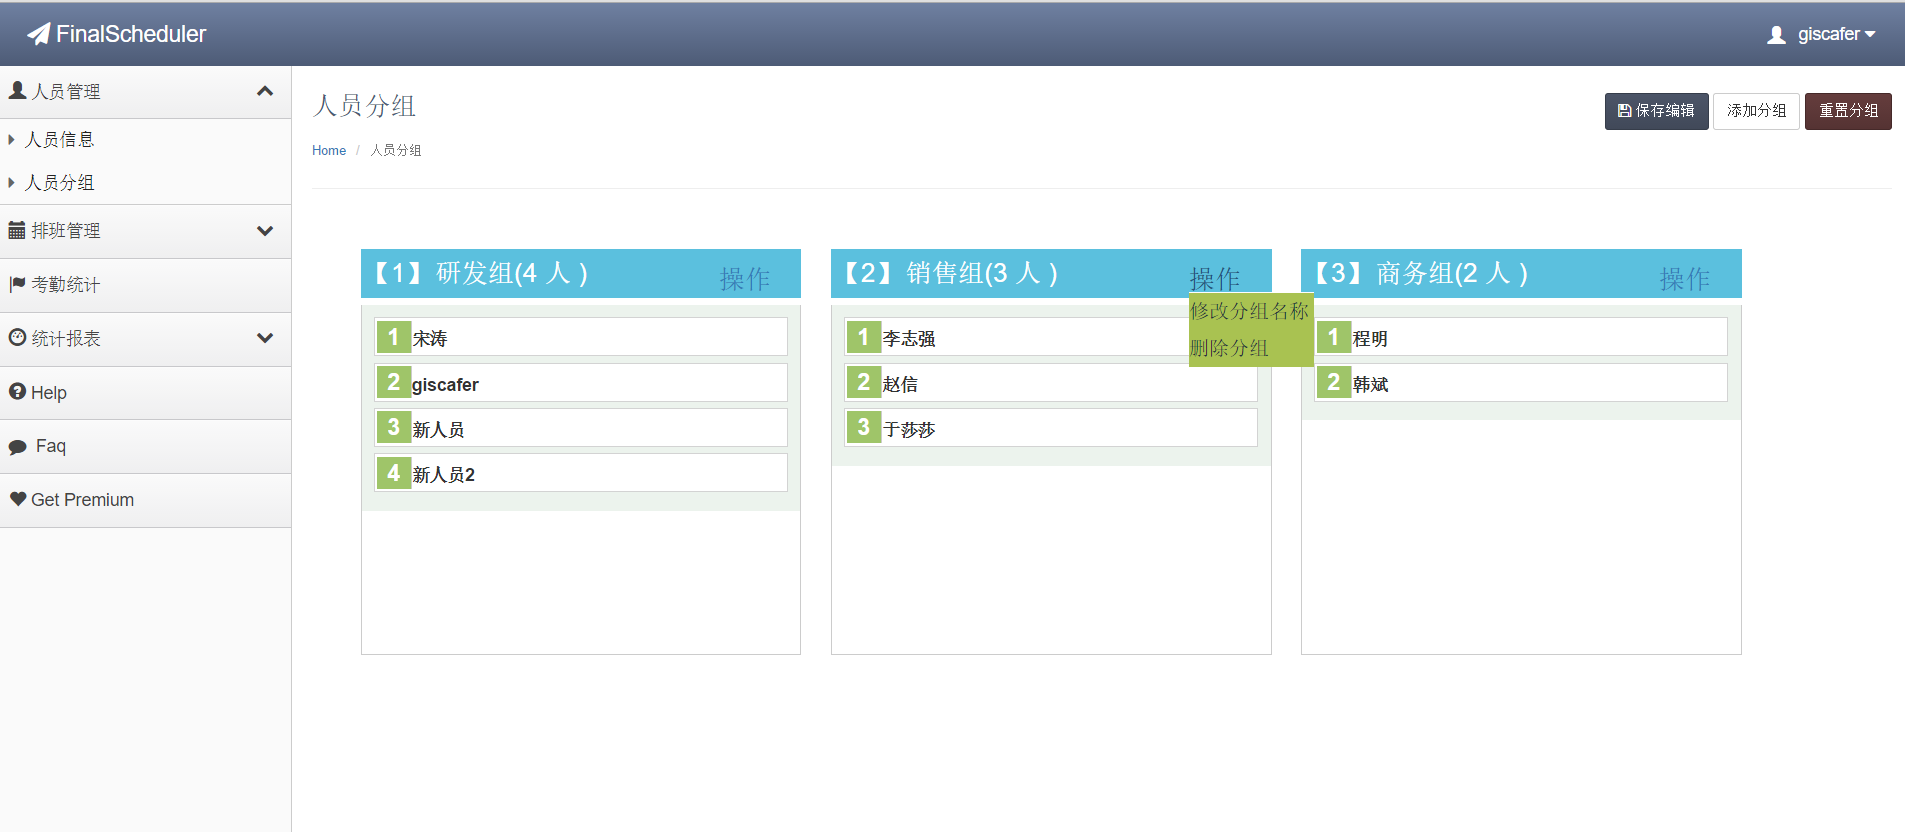 FinalScheduler
giscafer
人员管理
人员信息
人员分组
排班管理
考勤统计
统计报表
Help
Faq
Get Premium
人员分组
保存编辑
添加分组
重置分组
Home / 人员分组
【1】研发组(4 人 )
操作
1 宋涛
2 giscafer
3 新人员
4 新人员2
【2】销售组(3 人 )
操作
修改分组名称
删除分组
1 李志强
2 赵信
3 于莎莎
【3】商务组(2 人 )
操作
1 程明
2 韩斌